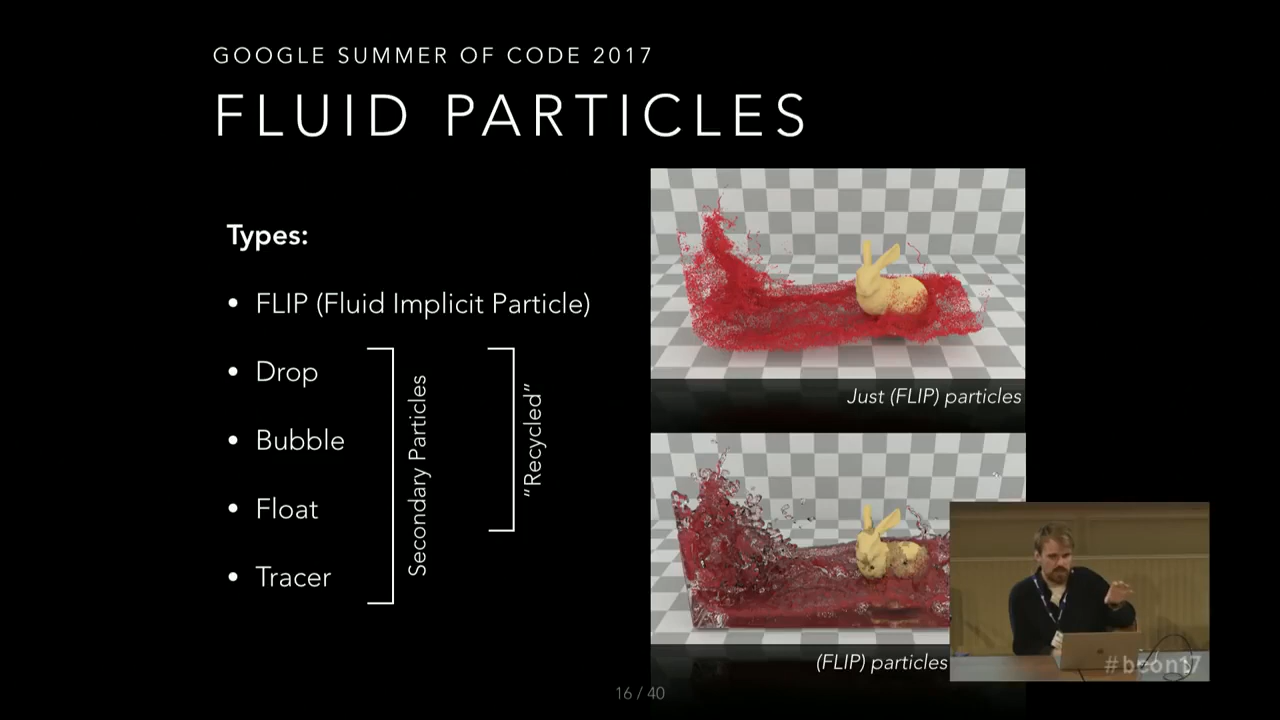 GOOGLE SUMMER OF CODE 2017
FLUID PARTICLES
Types:
• FLIP (Fluid Implicit Particle)
• Drop
• Bubble
• Float
• Tracer
Secondary Particles
“Recycled”
Just (FLIP) particles
(FLIP) particles
#bcon17
16 / 40